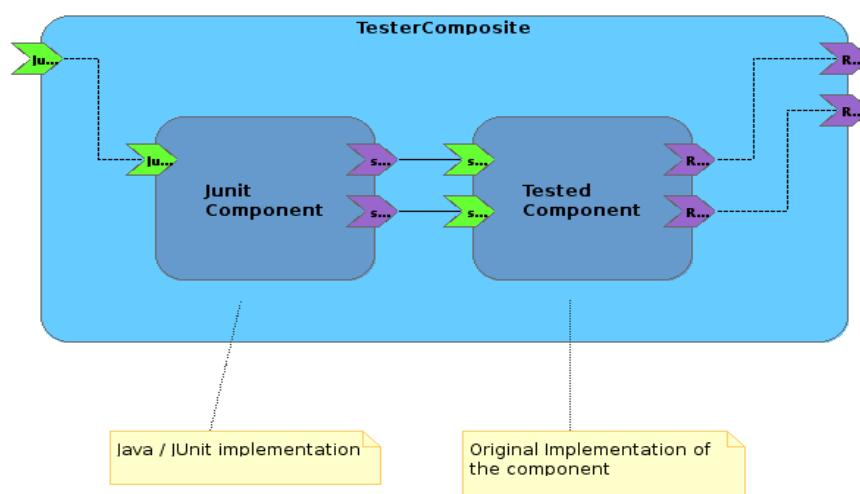 TesterComposite
Ju...
R...
R...
Ju...
s...
s...
R...
s...
s...
R...
Junit
Component
Tested
Component
Java / JUnit implementation
Original Implementation of
the component